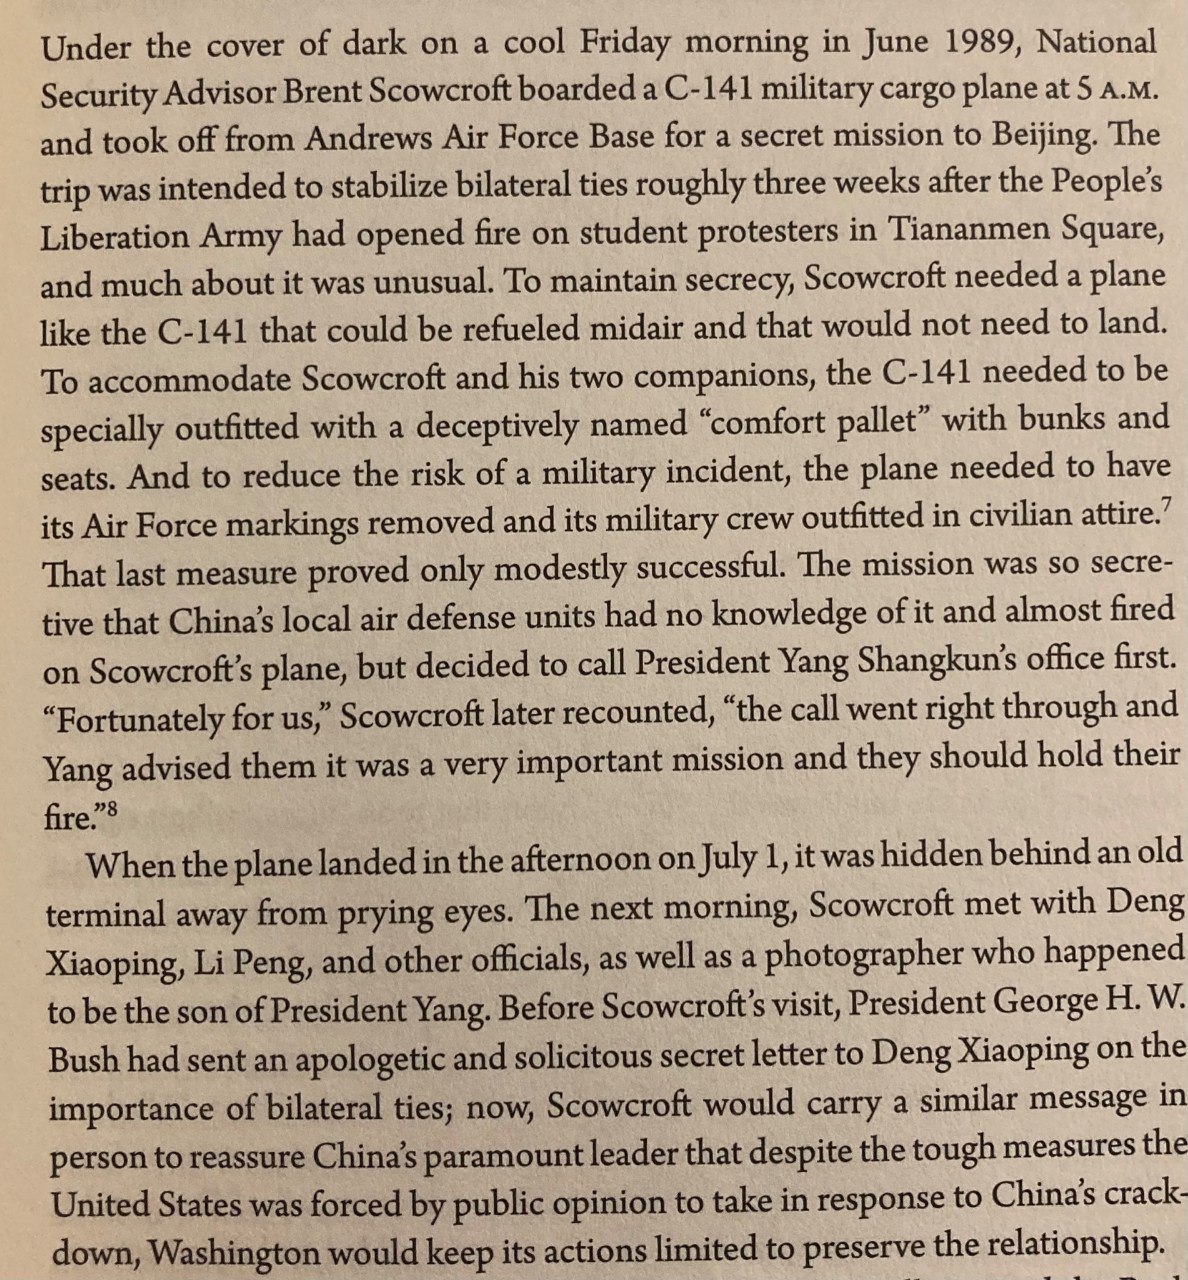 Under the cover of dark on a cool Friday morning in June 1989, National
Security Advisor Brent Scowcroft boarded a C-141 military cargo plane at 5 A.M.
and took off from Andrews Air Force Base for a secret mission to Beijing. The
trip was intended to stabilize bilateral ties roughly three weeks after the People’s
Liberation Army had opened fire on student protesters in Tiananmen Square,
and much about it was unusual. To maintain secrecy, Scowcroft needed a plane
like the C-141 that could be refueled midair and that would not need to land.
To accommodate Scowcroft and his two companions, the C-141 needed to be
specially outfitted with a deceptively named “comfort pallet” with bunks and
seats. And to reduce the risk of a military incident, the plane needed to have
its Air Force markings removed and its military crew outfitted in civilian attire.⁷
That last measure proved only modestly successful. The mission was so secre-
tive that China’s local air defense units had no knowledge of it and almost fired
on Scowcroft’s plane, but decided to call President Yang Shangkun’s office first.
“Fortunately for us,” Scowcroft later recounted, “the call went right through and
Yang advised them it was a very important mission and they should hold their
fire.”⁸
When the plane landed in the afternoon on July 1, it was hidden behind an old
terminal away from prying eyes. The next morning, Scowcroft met with Deng
Xiaoping, Li Peng, and other officials, as well as a photographer who happened
to be the son of President Yang. Before Scowcroft’s visit, President George H. W.
Bush had sent an apologetic and solicitous secret letter to Deng Xiaoping on the
importance of bilateral ties; now, Scowcroft would carry a similar message in
person to reassure China’s paramount leader that despite the tough measures the
United States was forced by public opinion to take in response to China’s crack-
down, Washington would keep its actions limited to preserve the relationship.